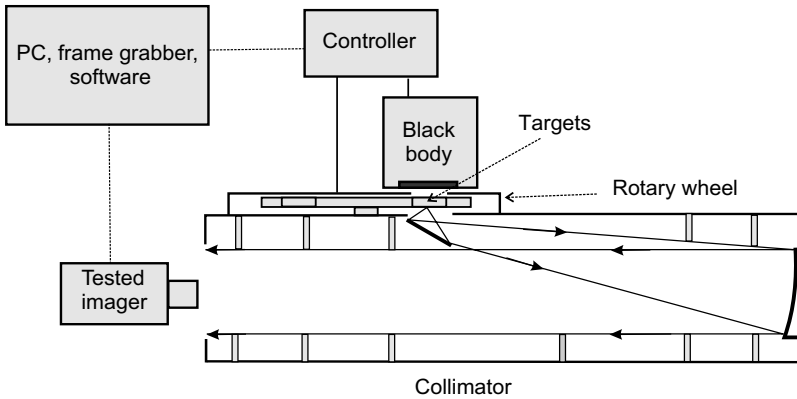 PC, frame grabber,
software
Controller
Black
body
Targets
Rotary wheel
Tested
imager
Collimator